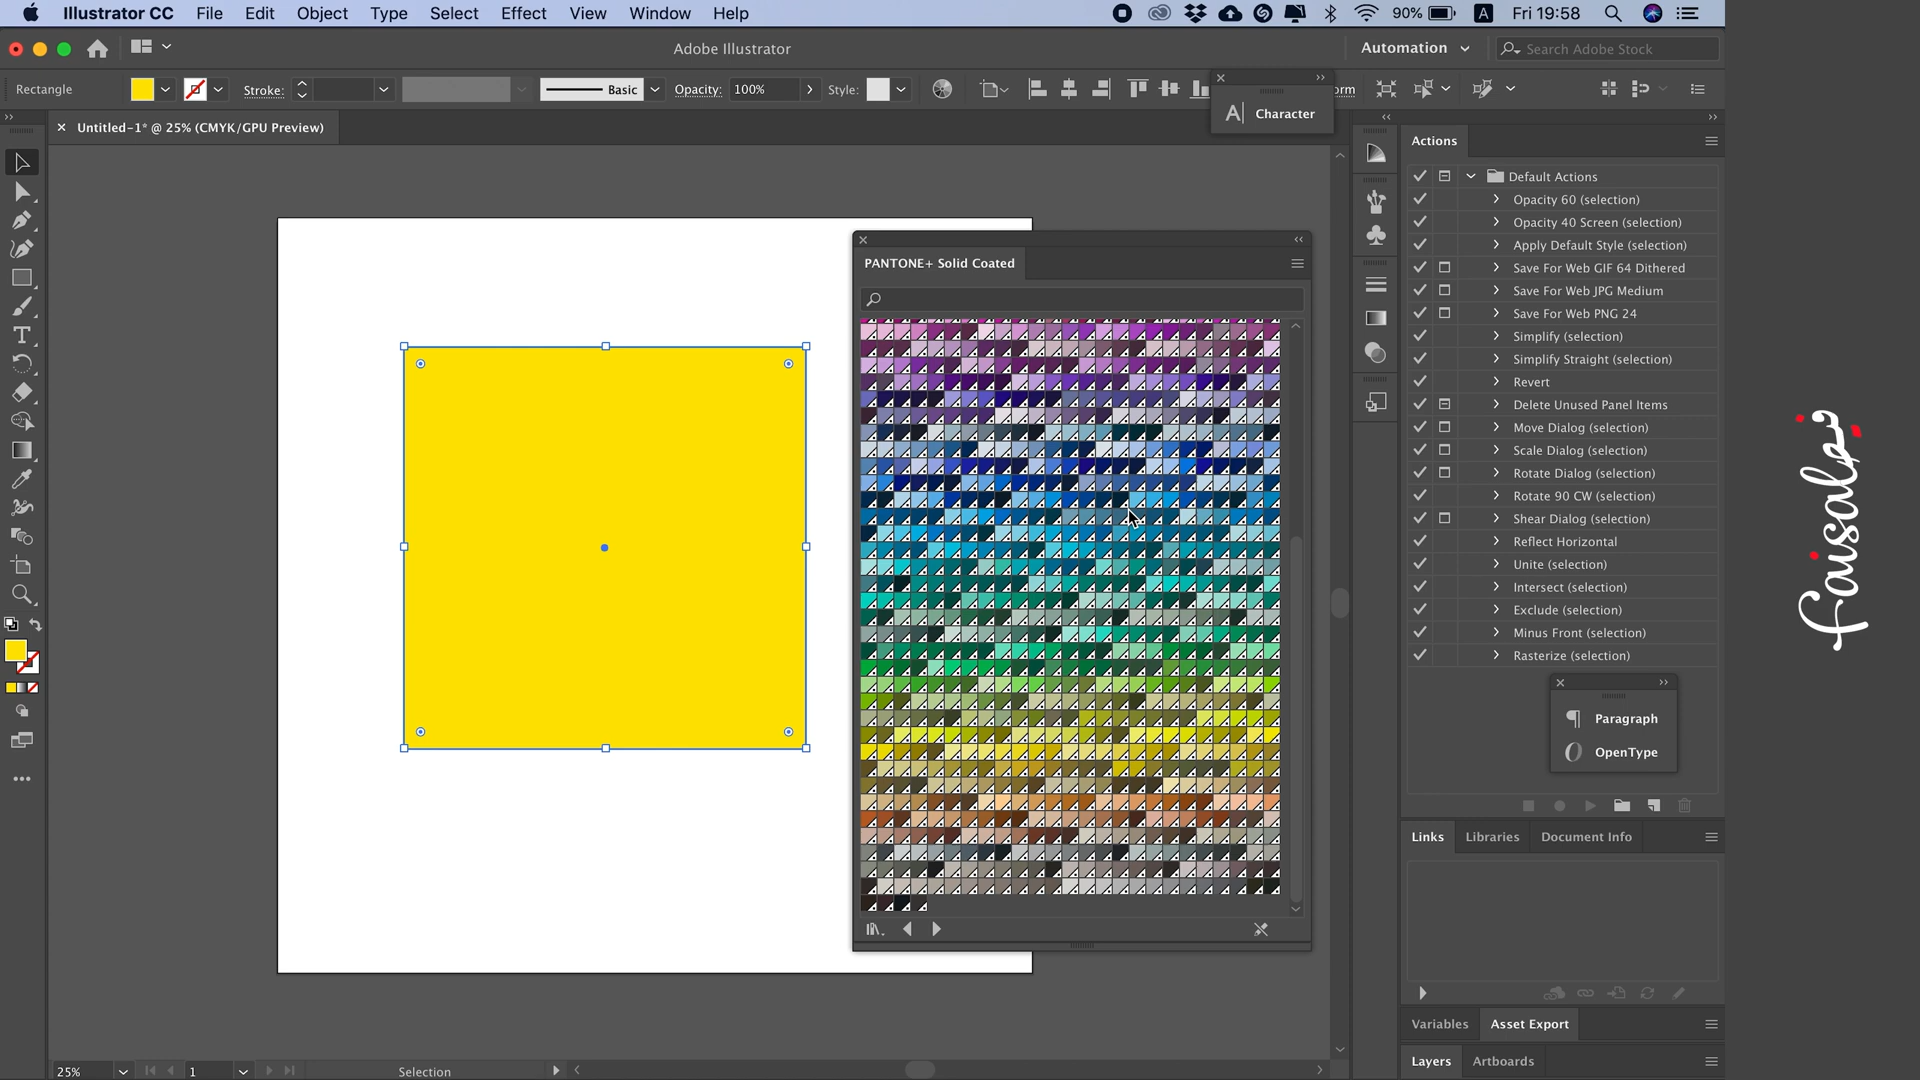 Illustrator CC File Edit Object Type Select Effect View Window Help
90% A Fri 19:58
Adobe Illustrator
Automation
Search Adobe Stock
Rectangle
Stroke:
Basic
Opacity: 100%
Style:
orm
A Character
Untitled-1* @ 25% (CMYK/GPU Preview)
PANTONE+ Solid Coated
Actions
Default Actions
Opacity 60 (selection)
Opacity 40 Screen (selection)
Apply Default Style (selection)
Save For Web GIF 64 Dithered
Save For Web JPG Medium
Save For Web PNG 24
Simplify (selection)
Simplify Straight (selection)
Revert
Delete Unused Panel Items
Move Dialog (selection)
Scale Dialog (selection)
Rotate Dialog (selection)
Rotate 90 CW (selection)
Shear Dialog (selection)
Reflect Horizontal
Unite (selection)
Intersect (selection)
Exclude (selection)
Minus Front (selection)
Rasterize (selection)
Paragraph
OpenType
Links Libraries Document Info
Variables Asset Export
Layers Artboards
25% 1 Selection